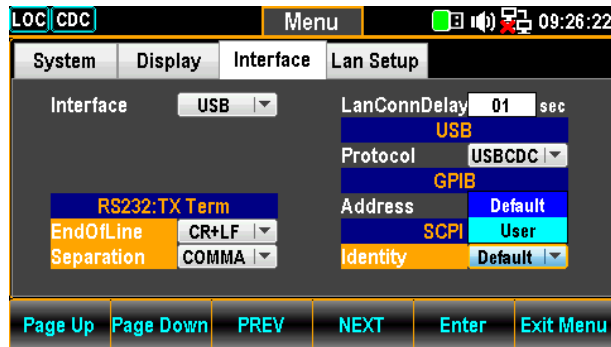 LOC CDC Menu 09:26:22
System Display Interface Lan Setup
Interface USB LanConnDelay 01 sec
USB
Protocol USBCDC
GPIB
RS232:TX Term Address Default
EndOfLine CR+LF SCPI User
Separation COMMA Identity Default
Page Up Page Down PREV NEXT Enter Exit Menu